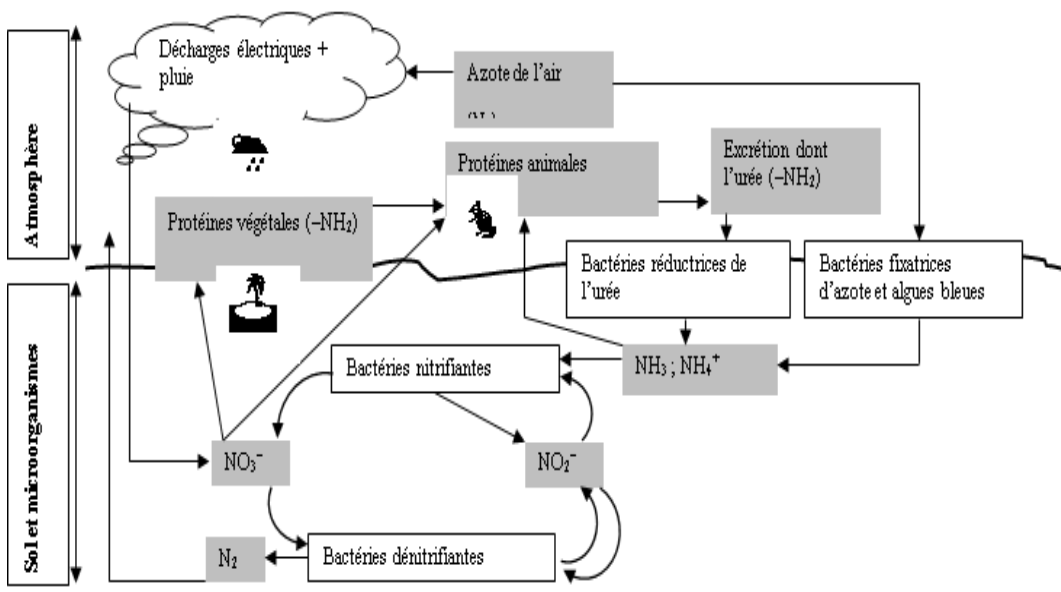 Décharges électriques +
pluie
Azote de l'air
Atmosphère
Protéines animales
Excrétion dont
l'urée (–NH₂)
Protéines végétales (–NH₂)
Bactéries réductrices de
l'urée
Bactéries fixatrices
d'azote et algues bleues
Sol et microorganismes
Bactéries nitrifiantes
NH₃ ; NH₄⁺
NO₃⁻
NO₂⁻
N₂
Bactéries dénitrifiantes